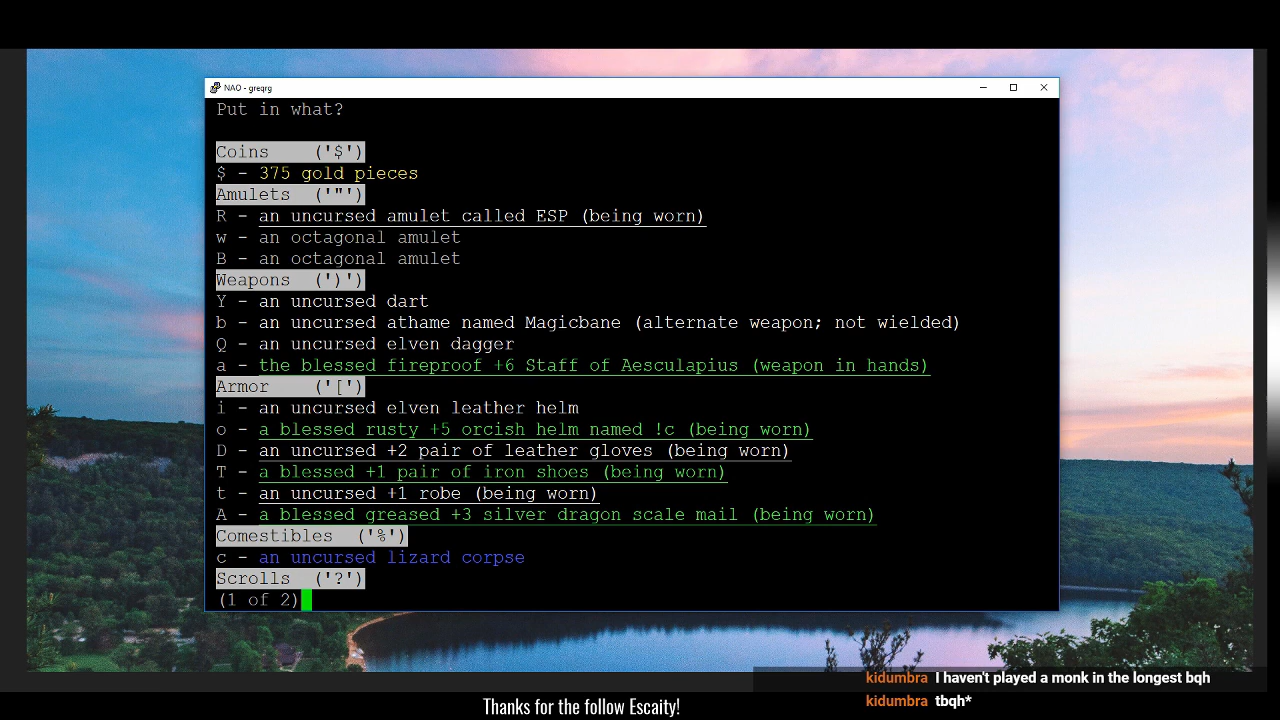 NAO - greqrg
Put in what?
Coins ('$')
$ - 375 gold pieces
Amulets ('"')
R - an uncursed amulet called ESP (being worn)
w - an octagonal amulet
B - an octagonal amulet
Weapons (')')
Y - an uncursed dart
b - an uncursed athame named Magicbane (alternate weapon; not wielded)
Q - an uncursed elven dagger
a - the blessed fireproof +6 Staff of Aesculapius (weapon in hands)
Armor ('[')
i - an uncursed elven leather helm
o - a blessed rusty +5 orcish helm named !c (being worn)
D - an uncursed +2 pair of leather gloves (being worn)
T - a blessed +1 pair of iron shoes (being worn)
t - an uncursed +1 robe (being worn)
A - a blessed greased +3 silver dragon scale mail (being worn)
Comestibles ('%')
c - an uncursed lizard corpse
Scrolls ('?')
(1 of 2)
kidumbra I haven't played a monk in the longest bqh
kidumbra tbqh*
Thanks for the follow Escaity!